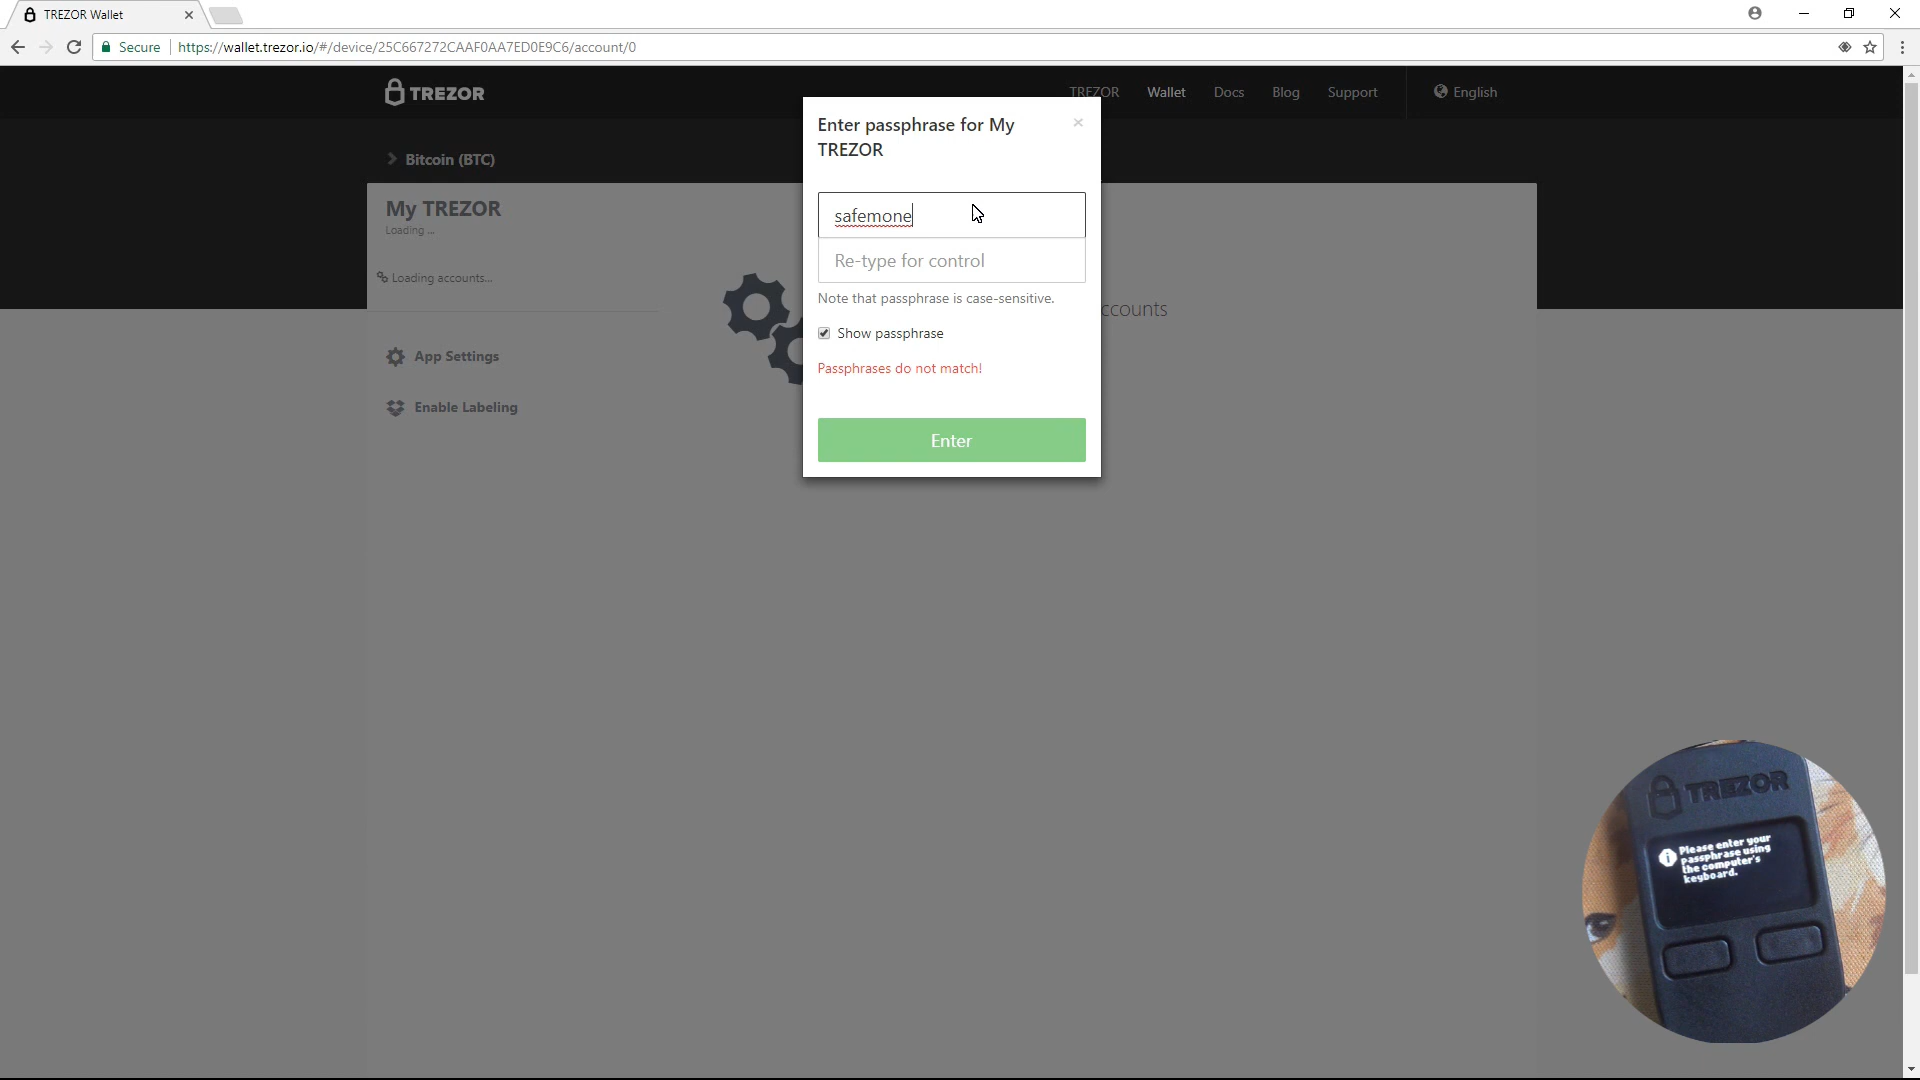 TREZOR Wallet
Secure
https://wallet.trezor.io/#/device/25C667272CAAF0AA7ED0E9C6/account/0
TREZOR
TREZOR
Wallet
Docs
Blog
Support
English
Bitcoin (BTC)
My TREZOR
Loading ...
Loading accounts...
App Settings
Enable Labeling
ccounts
Enter passphrase for My
TREZOR
safemone
Re-type for control
Note that passphrase is case-sensitive.
Show passphrase
Passphrases do not match!
Enter
TREZOR
Please enter your
passphrase using
the computer's
keyboard.